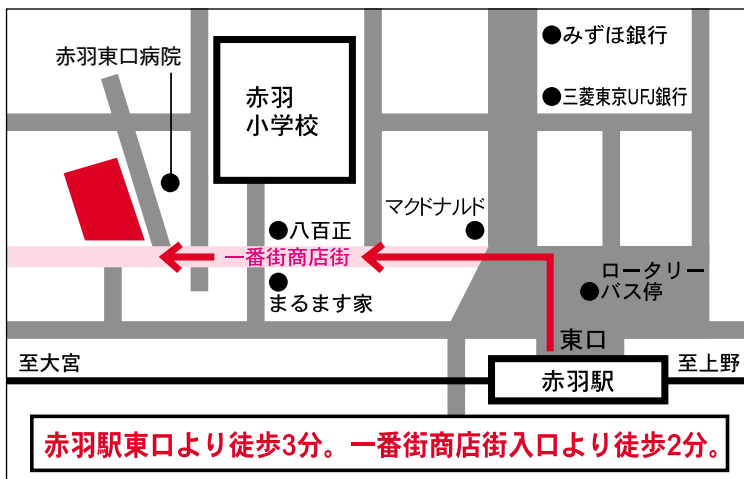 みずほ銀行
赤羽東口病院
三菱東京UFJ銀行
赤羽
小学校
マクドナルド
八百正
一番街商店街
まるます家
ロータリー
バス停
東口
至大宮
赤羽駅
至上野
赤羽駅東口より徒歩3分。一番街商店街入口より徒歩2分。